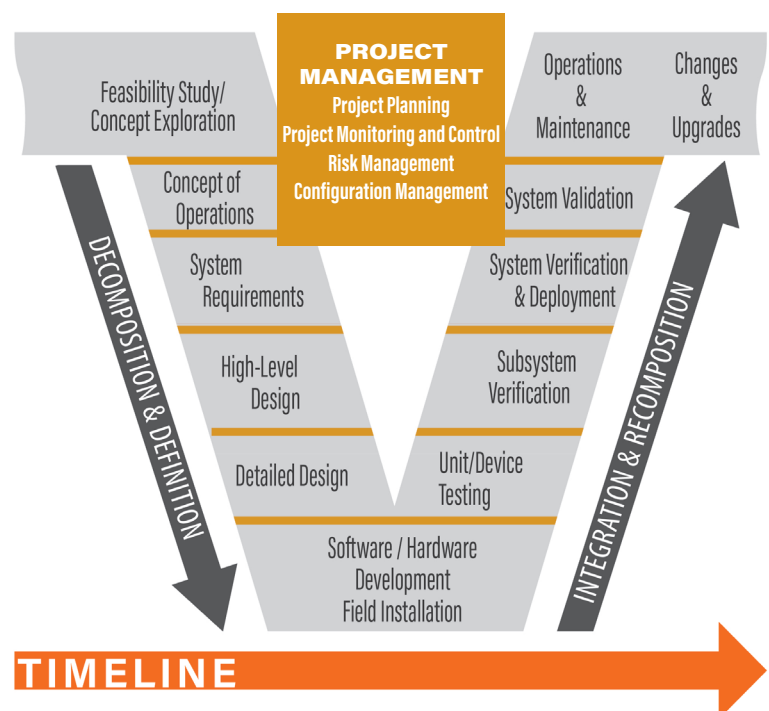 PROJECT
MANAGEMENT
Project Planning
Project Monitoring and Control
Risk Management
Configuration Management
Feasibility Study/
Concept Exploration
Operations
&
Maintenance
Changes
&
Upgrades
Concept of
Operations
System Validation
System
Requirements
System Verification
& Deployment
High-Level
Design
Subsystem
Verification
Detailed Design
Unit/Device
Testing
Software / Hardware
Development
Field Installation
DECOMPOSITION & DEFINITION
INTEGRATION & RECOMPOSITION
TIMELINE